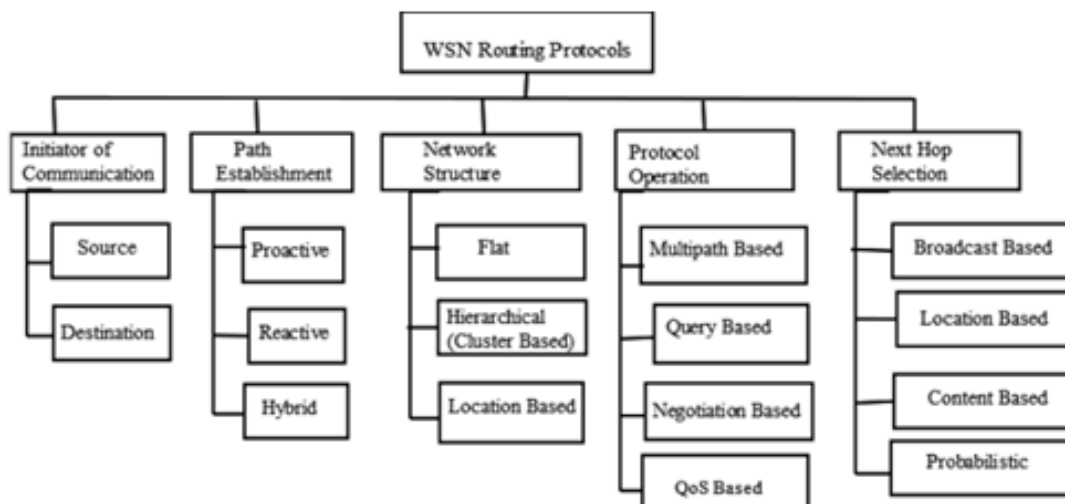 WSN Routing Protocols
Initiator of
Communication
Path
Establishment
Network
Structure
Protocol
Operation
Next Hop
Selection
Source
Destination
Proactive
Reactive
Hybrid
Flat
Hierarchical
(Cluster Based)
Location Based
Multipath Based
Query Based
Negotiation Based
QoS Based
Broadcast Based
Location Based
Content Based
Probabilistic